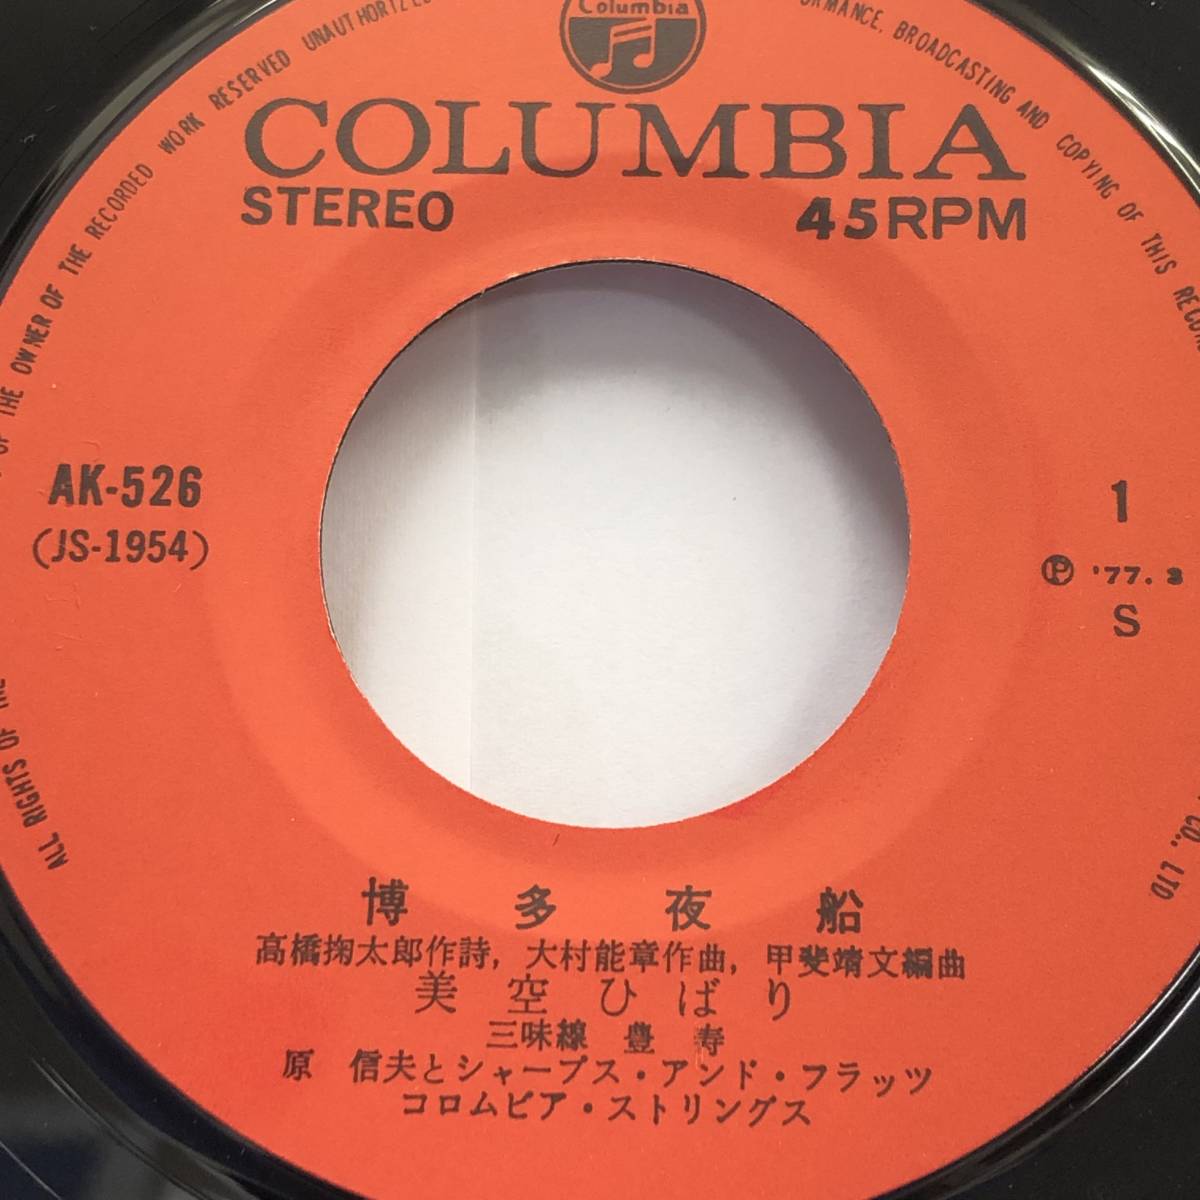 Columbia
COLUMBIA
STEREO 45RPM
OF THE OWNER OF THE RECORDED WORK RESERVED UNAUTHORIZED
FORMANCE, BROADCASTING AND COPYING OF THIS RECORD
AK-526
(JS-1954)
1
Ⓟ '77. 3
S
ALL RIGHTS OF THE
CO., LTD
博多夜船
高橋掬太郎作詩, 大村能章作曲, 甲斐靖文編曲
美空ひばり
三味線 豊 寿
原 信夫とシャープス・アンド・フラッツ
コロムビア・ストリングス